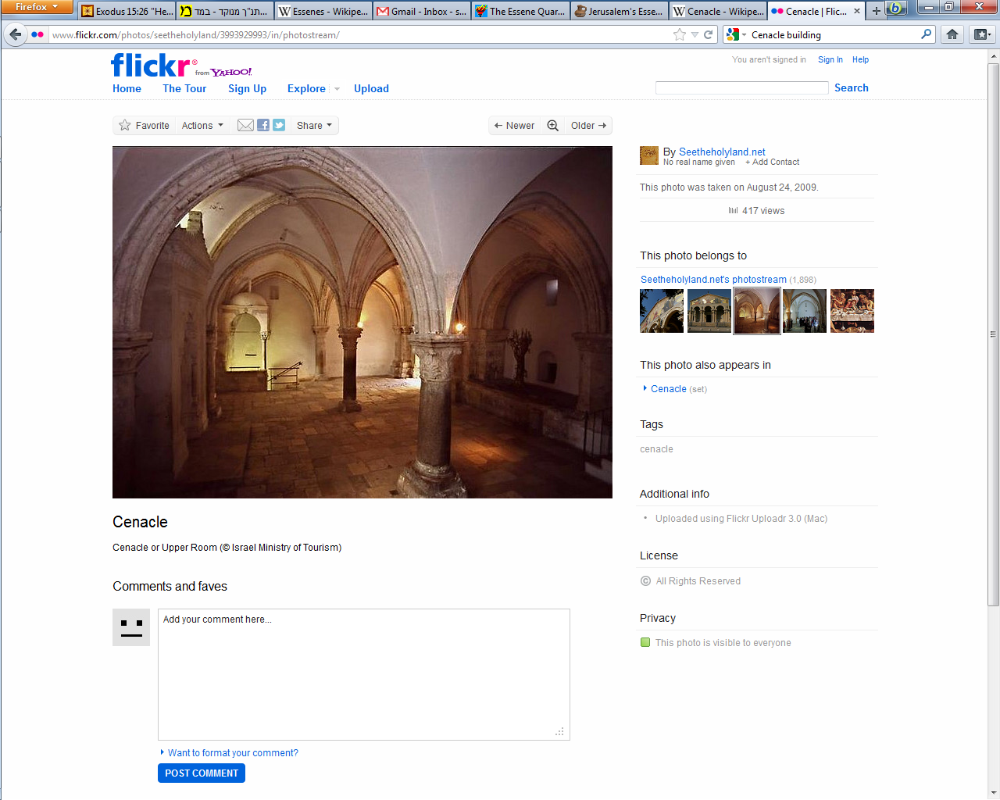 Firefox
Exodus 15:26 "He...
תנ"ך מנוקד - במד...
Essenes - Wikipe...
Gmail - Inbox - s...
The Essene Quar...
Jerusalem's Esse...
Cenacle - Wikipe...
Cenacle | Flic...
www.flickr.com/photos/seetheholyland/3993929993/in/photostream/
Cenacle building
flickr® from YAHOO!
You aren't signed in Sign In Help
Home The Tour Sign Up Explore Upload
Search
Favorite Actions Share
← Newer Older →
By Seetheholyland.net
No real name given + Add Contact
This photo was taken on August 24, 2009.
417 views
This photo belongs to
Seetheholyland.net's photostream (1,898)
This photo also appears in
Cenacle (set)
Tags
cenacle
Additional info
• Uploaded using Flickr Uploadr 3.0 (Mac)
License
© All Rights Reserved
Privacy
This photo is visible to everyone
Cenacle
Cenacle or Upper Room (© Israel Ministry of Tourism)
Comments and faves
Add your comment here...
Want to format your comment?
POST COMMENT